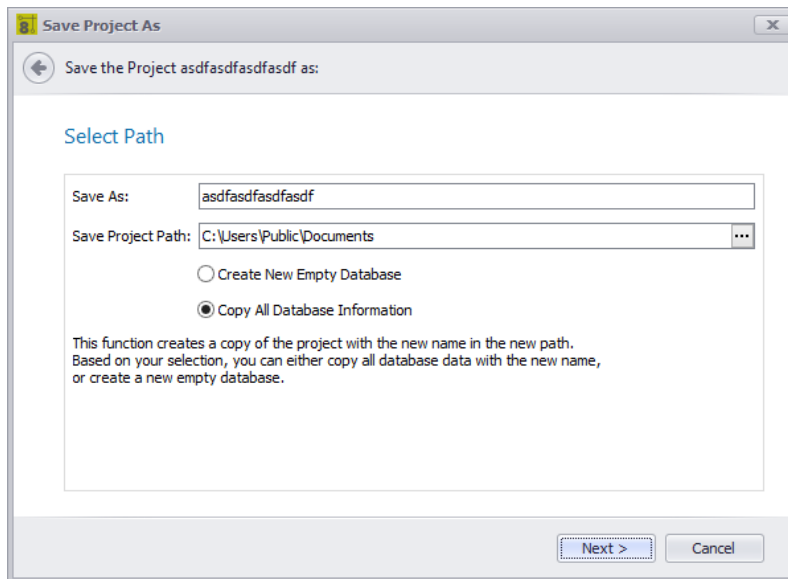 8 Save Project As
Save the Project asdfasdfasdfasdf as:
Select Path
Save As: asdfasdfasdfasdf
Save Project Path: C:\Users\Public\Documents ...
Create New Empty Database
Copy All Database Information
This function creates a copy of the project with the new name in the new path.
Based on your selection, you can either copy all database data with the new name,
or create a new empty database.
Next > Cancel